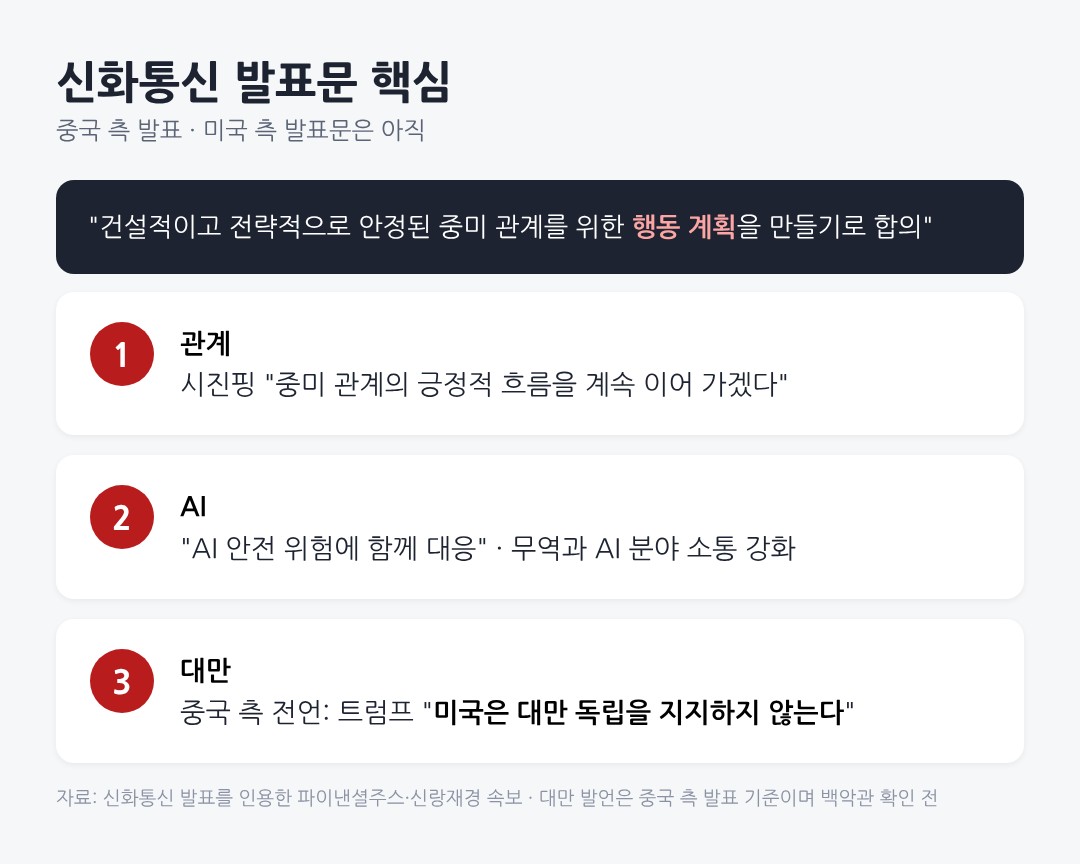 신화통신 발표문 핵심
중국 측 발표 · 미국 측 발표문은 아직
"건설적이고 전략적으로 안정된 중미 관계를 위한 행동 계획을 만들기로 합의"
1
관계
시진핑 "중미 관계의 긍정적 흐름을 계속 이어 가겠다"
2
AI
"AI 안전 위험에 함께 대응" · 무역과 AI 분야 소통 강화
3
대만
중국 측 전언: 트럼프 "미국은 대만 독립을 지지하지 않는다"
자료: 신화통신 발표를 인용한 파이낸셜주스·신랑재경 속보 · 대만 발언은 중국 측 발표 기준이며 백악관 확인 전